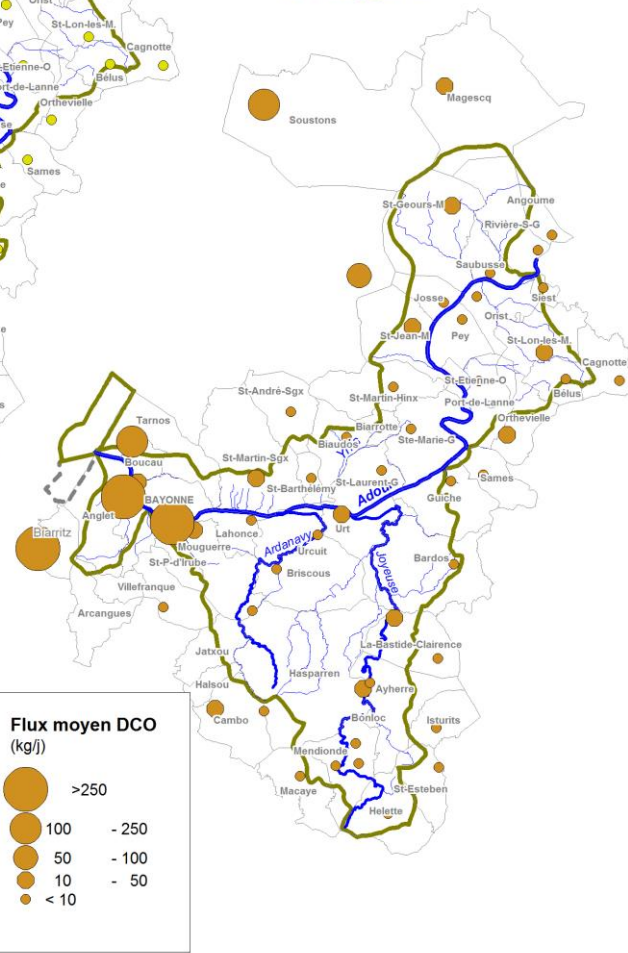 St-Lon-les-M.
Cagnotte
Bélus
Orthevielle
Sames
Soustons
Magescq
St-Geours-M
Angoume
Rivière-S-G
Saubusse
Josse
Siest
Orist
St-Jean-M
Pey
St-Lon-les-M.
Cagnotte
St-Etienne-O
Bélus
St-André-Sgx
St-Martin-Hinx
Port-de-Lanne
Orthevielle
Tarnos
Biarrotte
Ste-Marie-G
Biaudos
Boucau
St-Martin-Sgx
St-Laurent-G
Sames
St-Barthélémy
Adour
Guiche
BAYONNE
Anglet
Urt
Biarritz
Lahonce
Mouguerre
Ardanavy
Urcuit
St-P-d'Irube
Briscous
Joyeuse
Bardos
Villefranque
Arcangues
La-Bastide-Clairence
Jatxou
Hasparren
Halsou
Ayherre
Cambo
Bonloc
Isturits
Mendionde
Macaye
St-Esteben
Helette
Flux moyen DCO
(kg/j)
>250
100 - 250
50 - 100
10 - 50
< 10